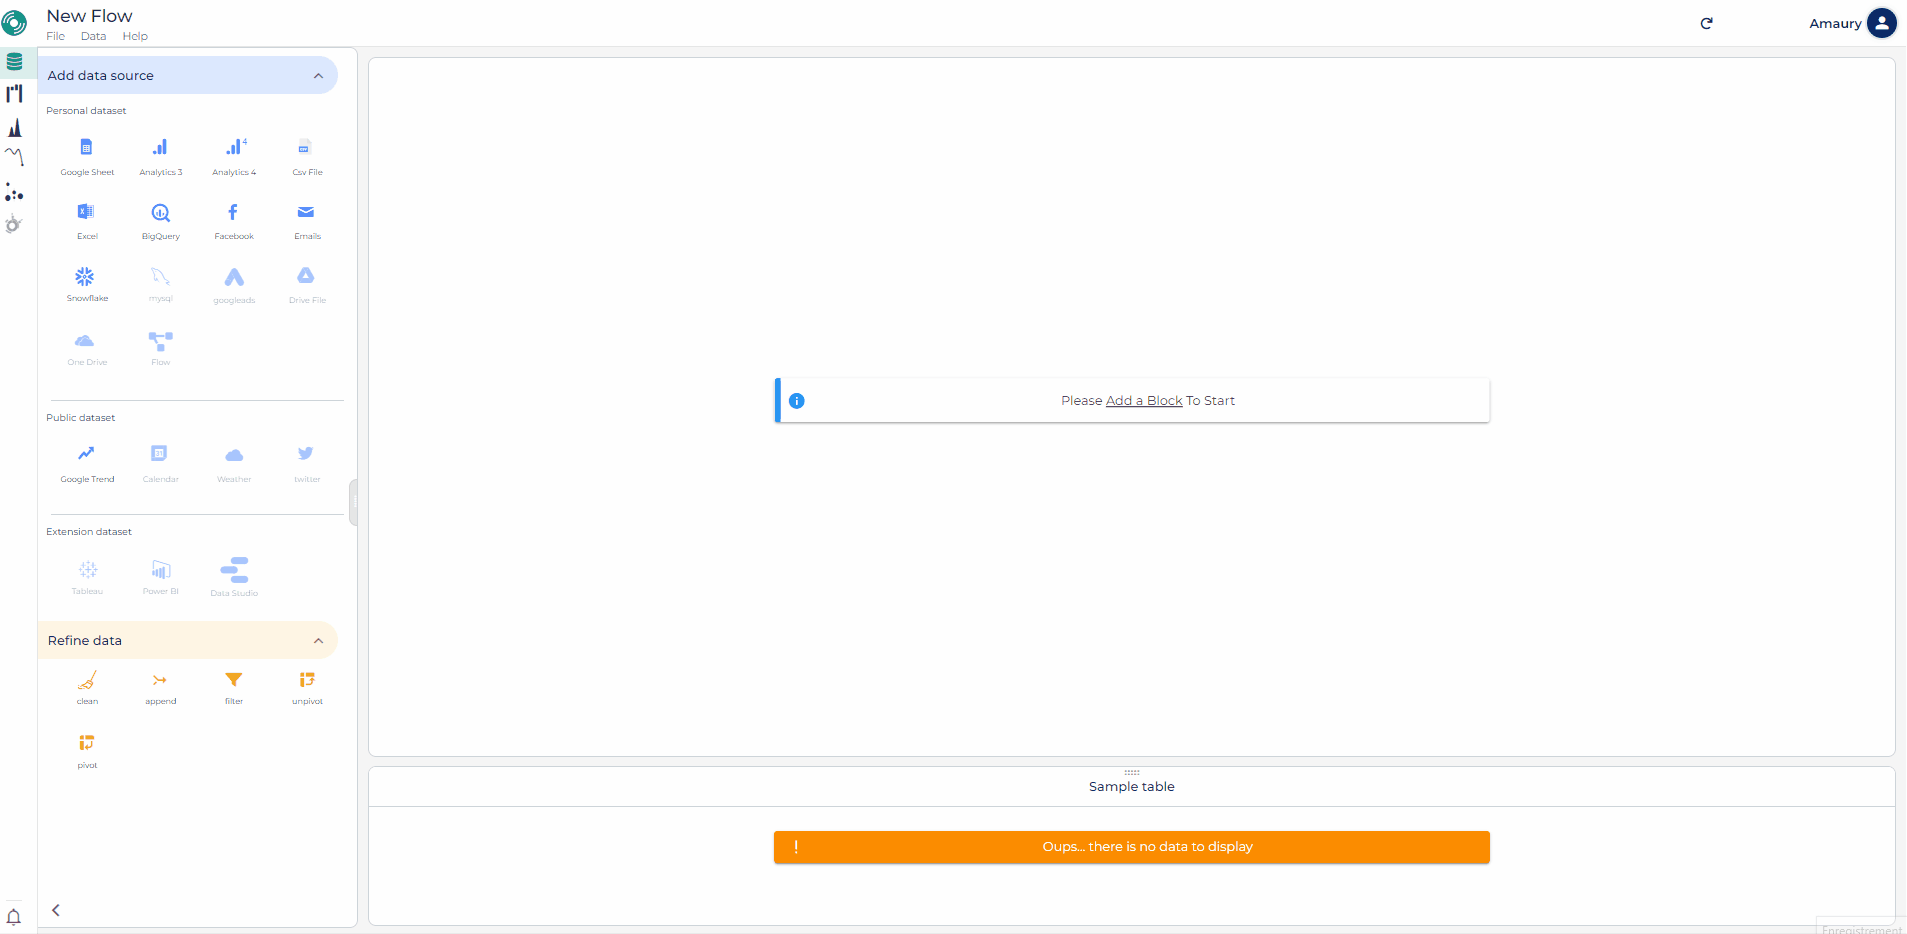 New Flow
File Data Help
Amaury
Add data source
Personal dataset
Google Sheet Analytics 3 Analytics 4 Csv File
Excel BigQuery Facebook Emails
Snowflake mysql googleads Drive File
One Drive Flow
Public dataset
Google Trend Calendar Weather twitter
Extension dataset
Tableau Power BI Data Studio
Refine data
clean append filter unpivot
pivot
Please Add a Block To Start
Sample table
Oups... there is no data to display
Enregistrement